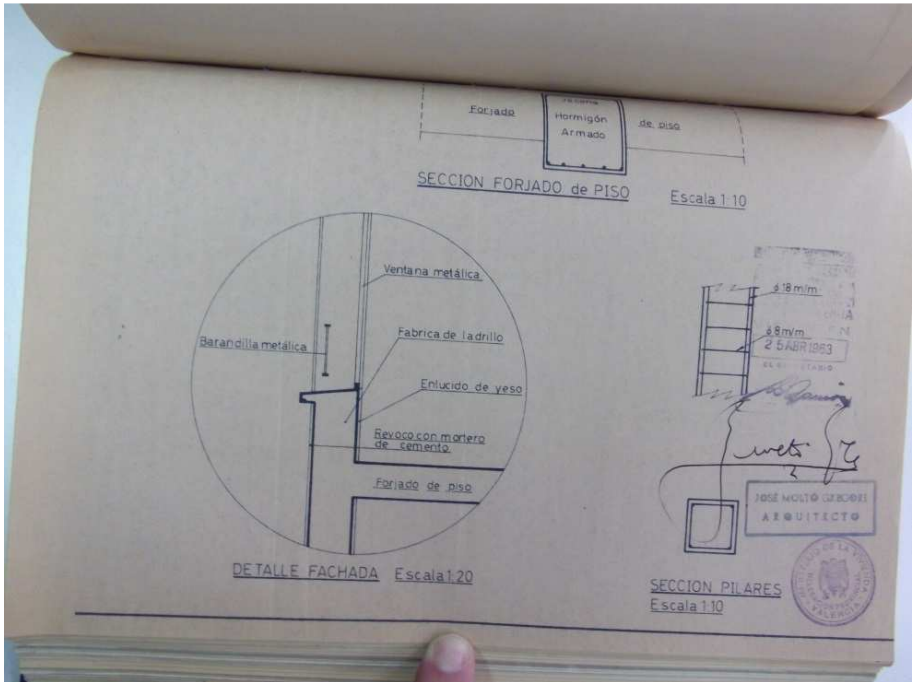 Forjado
Hormigón
Armado
de piso
SECCION FORJADO de PISO
Escala 1:10
Ventana metálica
Barandilla metálica
Fabrica de ladrillo
Enlucido de yeso
Revoco con mortero
de cemento
Forjado de piso
DETALLE FACHADA Escala 1:20
ó 18 m/m
ó 8 m/m
25 ABR 1963
JOSÉ MOLTÓ
ARQUITECTO
SECCION PILARES
Escala 1:10